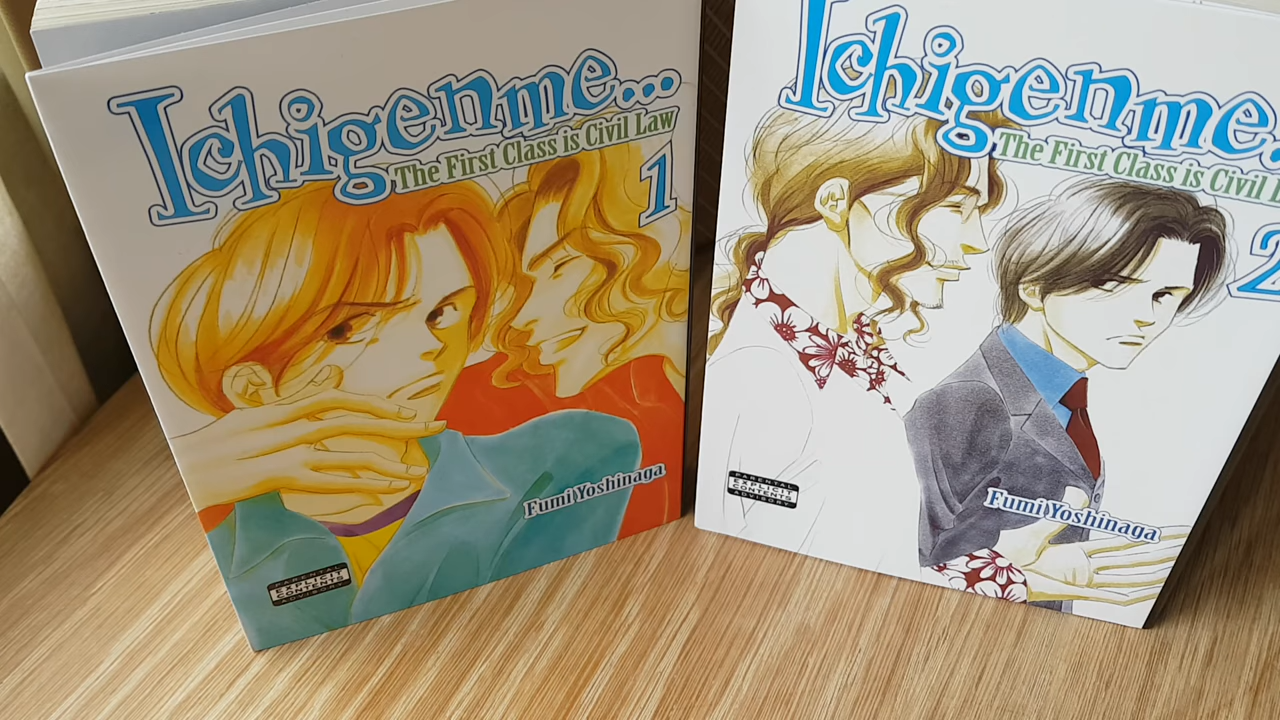 Ichigenme...
The First Class is Civil Law
1
Fumi Yoshinaga
PARENTAL
EXPLICIT
CONTENTS
ADVISORY
Ichigenme.
The First Class is Civil L
2
PARENTAL
EXPLICIT
CONTENTS
ADVISORY
Fumi Yoshinaga